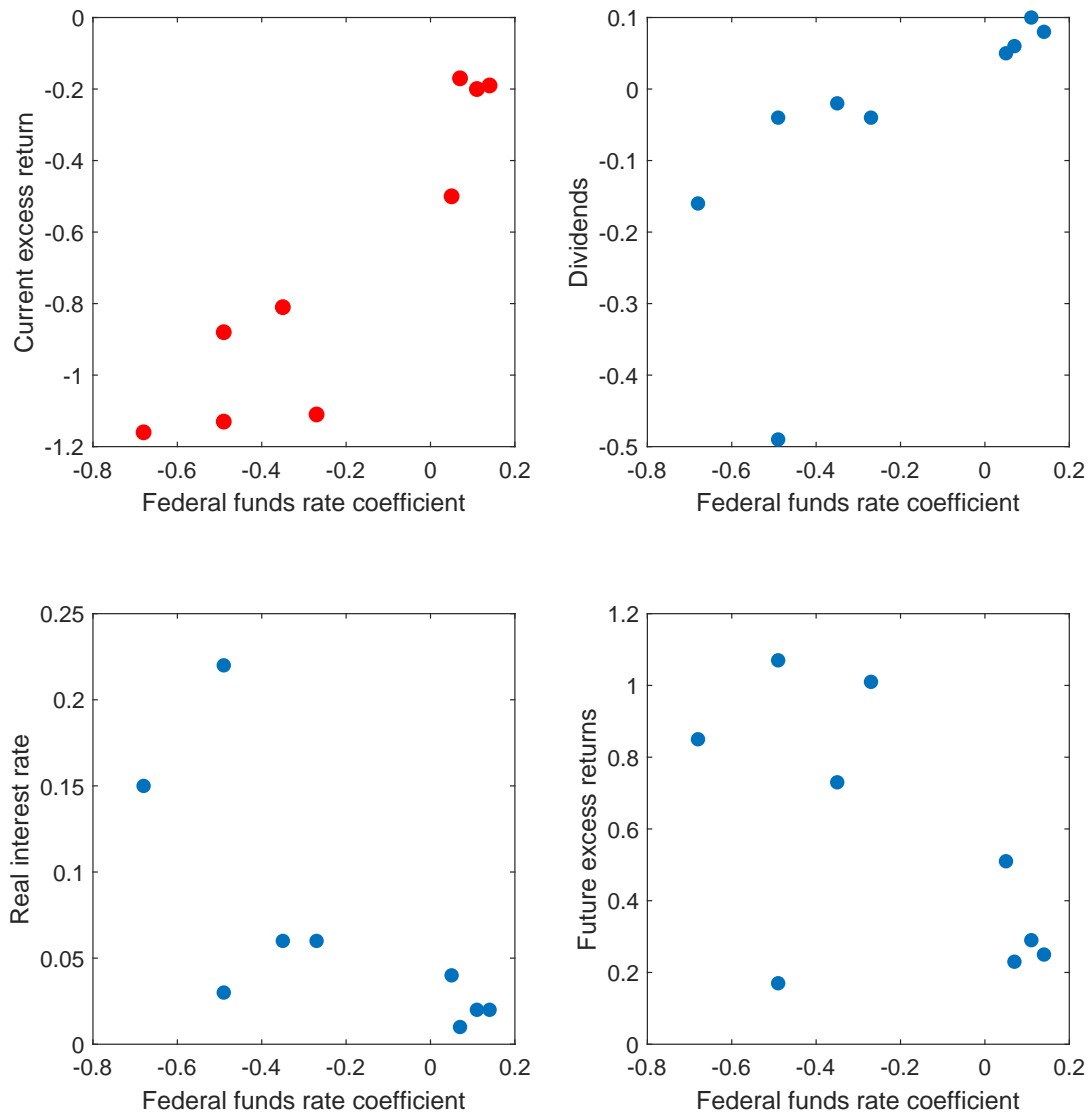 0
-0.2
-0.4
-0.6
-0.8
-1
-1.2
-0.8 -0.6 -0.4 -0.2 0 0.2
Current excess return
Federal funds rate coefficient
0.1
0
-0.1
-0.2
-0.3
-0.4
-0.5
-0.8 -0.6 -0.4 -0.2 0 0.2
Dividends
Federal funds rate coefficient
0.25
0.2
0.15
0.1
0.05
0
-0.8 -0.6 -0.4 -0.2 0 0.2
Real interest rate
Federal funds rate coefficient
1.2
1
0.8
0.6
0.4
0.2
0
-0.8 -0.6 -0.4 -0.2 0 0.2
Future excess returns
Federal funds rate coefficient